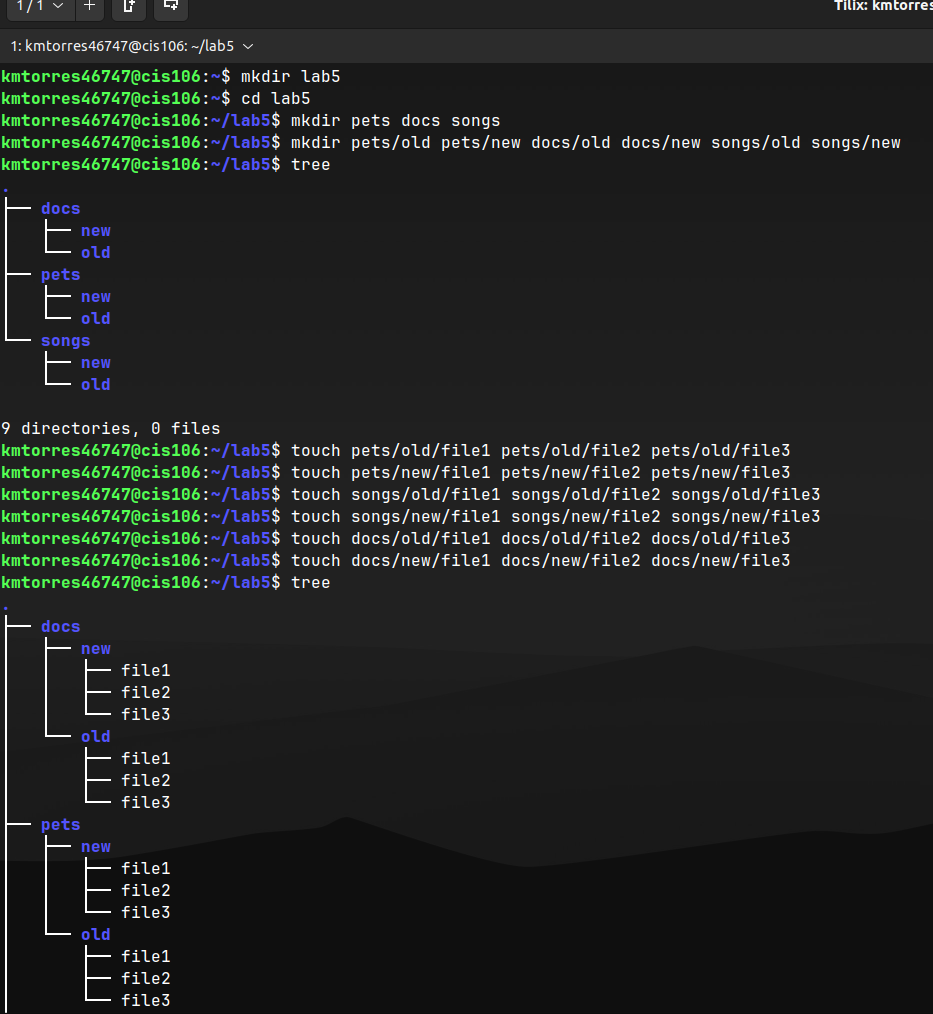 1 / 1
Tilix: kmtorres
1: kmtorres46747@cis106: ~/lab5
kmtorres46747@cis106:~$ mkdir lab5
kmtorres46747@cis106:~$ cd lab5
kmtorres46747@cis106:~/lab5$ mkdir pets docs songs
kmtorres46747@cis106:~/lab5$ mkdir pets/old pets/new docs/old docs/new songs/old songs/new
kmtorres46747@cis106:~/lab5$ tree
.
├── docs
│   ├── new
│   └── old
├── pets
│   ├── new
│   └── old
└── songs
    ├── new
    └── old
9 directories, 0 files
kmtorres46747@cis106:~/lab5$ touch pets/old/file1 pets/old/file2 pets/old/file3
kmtorres46747@cis106:~/lab5$ touch pets/new/file1 pets/new/file2 pets/new/file3
kmtorres46747@cis106:~/lab5$ touch songs/old/file1 songs/old/file2 songs/old/file3
kmtorres46747@cis106:~/lab5$ touch songs/new/file1 songs/new/file2 songs/new/file3
kmtorres46747@cis106:~/lab5$ touch docs/old/file1 docs/old/file2 docs/old/file3
kmtorres46747@cis106:~/lab5$ touch docs/new/file1 docs/new/file2 docs/new/file3
kmtorres46747@cis106:~/lab5$ tree
.
├── docs
│   ├── new
│   │   ├── file1
│   │   ├── file2
│   │   └── file3
│   └── old
│       ├── file1
│       ├── file2
│       └── file3
├── pets
│   ├── new
│   │   ├── file1
│   │   ├── file2
│   │   └── file3
│   └── old
│       ├── file1
│       ├── file2
│       └── file3